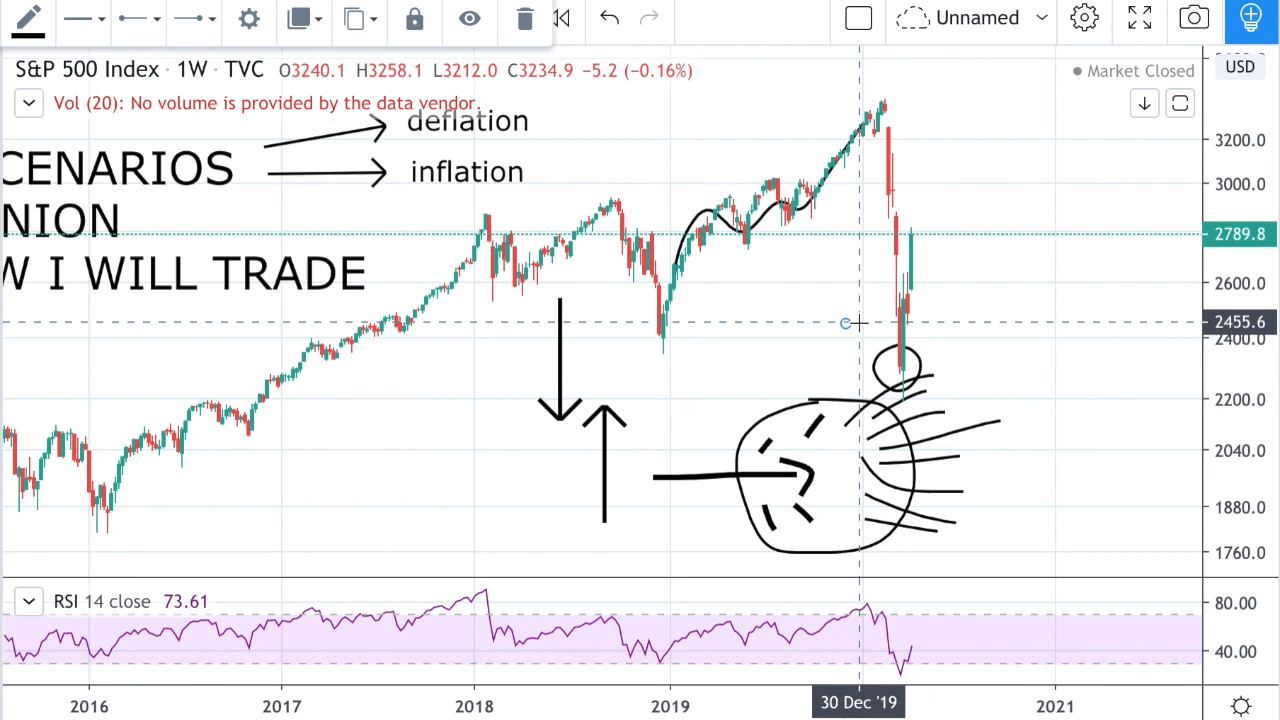 Unnamed
S&P 500 Index · 1W · TVC O3240.1 H3258.1 L3212.0 C3234.9 −5.2 (−0.16%)
Market Closed
USD
Vol (20): No volume is provided by the data vendor.
deflation
CENARIOS
inflation
NION
W I WILL TRADE
3200.0
3000.0
2789.8
2600.0
2455.6
2400.0
2200.0
2040.0
1880.0
1760.0
RSI 14 close 73.61
80.00
40.00
2016 2017 2018 2019 30 Dec '19 2021